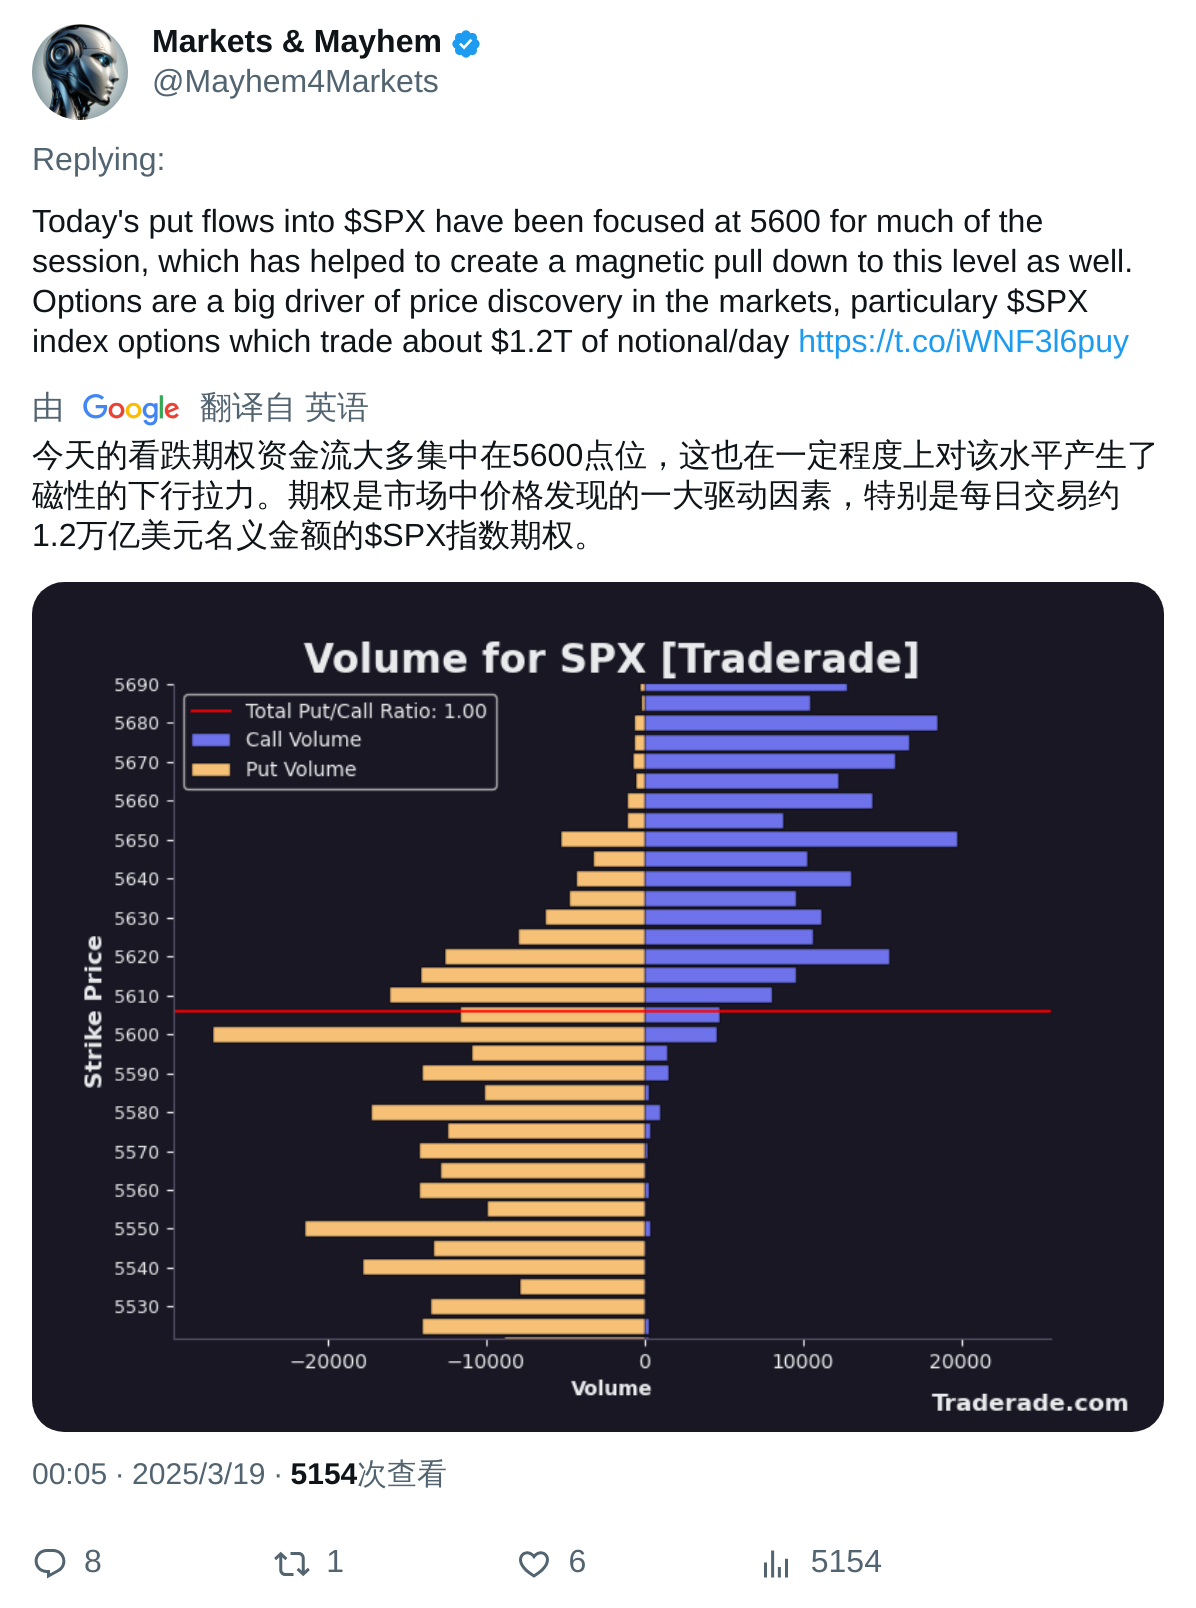 Markets & Mayhem
@Mayhem4Markets
Replying:
Today's put flows into $SPX have been focused at 5600 for much of the
session, which has helped to create a magnetic pull down to this level as well.
Options are a big driver of price discovery in the markets, particulary $SPX
index options which trade about $1.2T of notional/day https://t.co/iWNF3l6puy
由 Google 翻译自 英语
今天的看跌期权资金流大多集中在5600点位，这也在一定程度上对该水平产生了
磁性的下行拉力。期权是市场中价格发现的一大驱动因素，特别是每日交易约
1.2万亿美元名义金额的$SPX指数期权。
Volume for SPX [Traderade]
Total Put/Call Ratio: 1.00
Call Volume
Put Volume
Strike Price
5690
5680
5670
5660
5650
5640
5630
5620
5610
5600
5590
5580
5570
5560
5550
5540
5530
−20000 −10000 0 10000 20000
Volume
Traderade.com
00:05 · 2025/3/19 · 5154次查看
8 1 6 5154